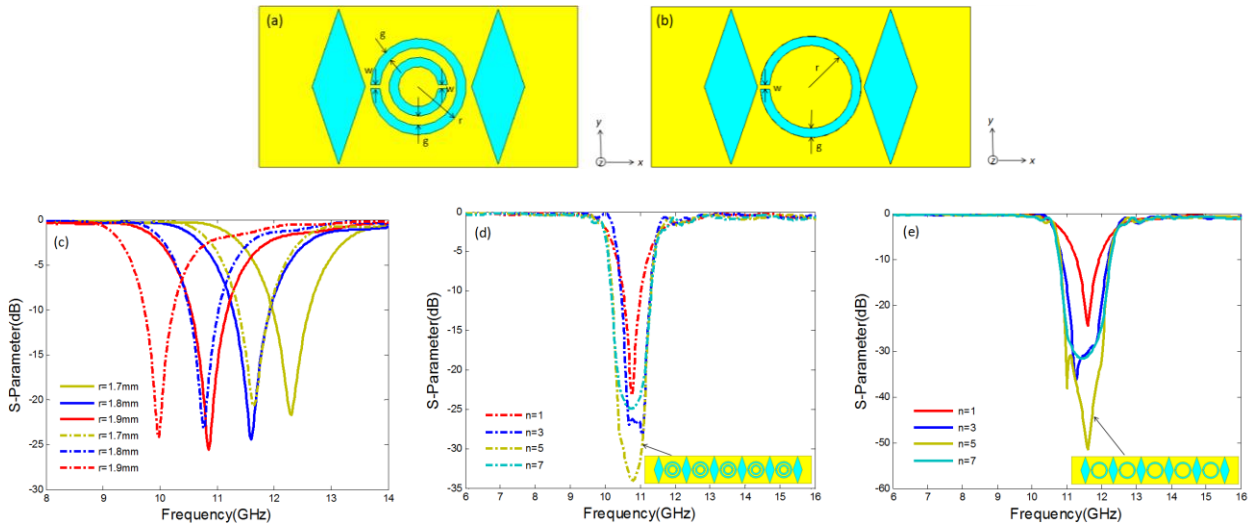 (a)
g
w
w
r
g
y
z
x
(b)
r
w
g
y
z
x
S-Parameter(dB)
0
-5
-10
-15
-20
-25
-30
(c)
r=1.7mm
r=1.8mm
r=1.9mm
r=1.7mm
r=1.8mm
r=1.9mm
8 9 10 11 12 13 14
Frequency(GHz)
S-Parameter(dB)
0
-5
-10
-15
-20
-25
-30
-35
(d)
n=1
n=3
n=5
n=7
6 7 8 9 10 11 12 13 14 15 16
Frequency(GHz)
S-Parameter(dB)
0
-10
-20
-30
-40
-50
-60
(e)
n=1
n=3
n=5
n=7
6 7 8 9 10 11 12 13 14 15 16
Frequency(GHz)